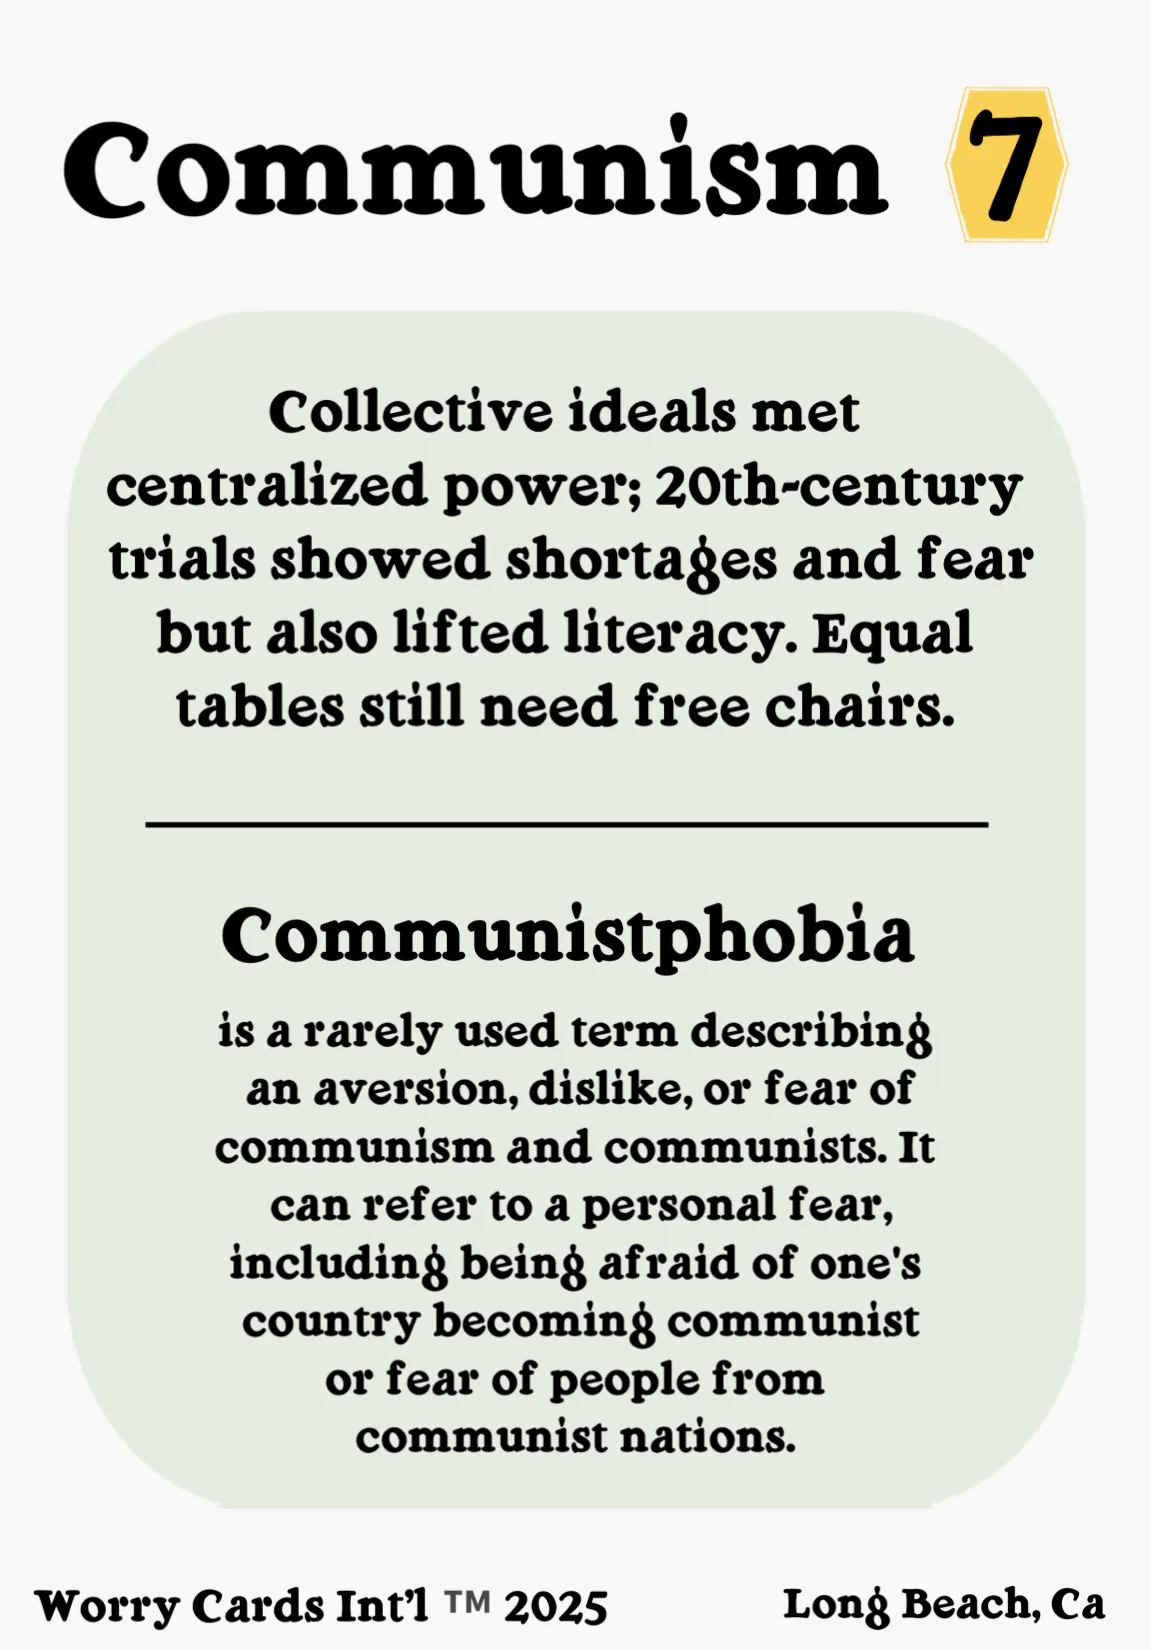 Communism 7
Collective ideals met
centralized power; 20th-century
trials showed shortages and fear
but also lifted literacy. Equal
tables still need free chairs.
Communistphobia
is a rarely used term describing
an aversion, dislike, or fear of
communism and communists. It
can refer to a personal fear,
including being afraid of one's
country becoming communist
or fear of people from
communist nations.
Worry Cards Int'l ™ 2025
Long Beach, Ca